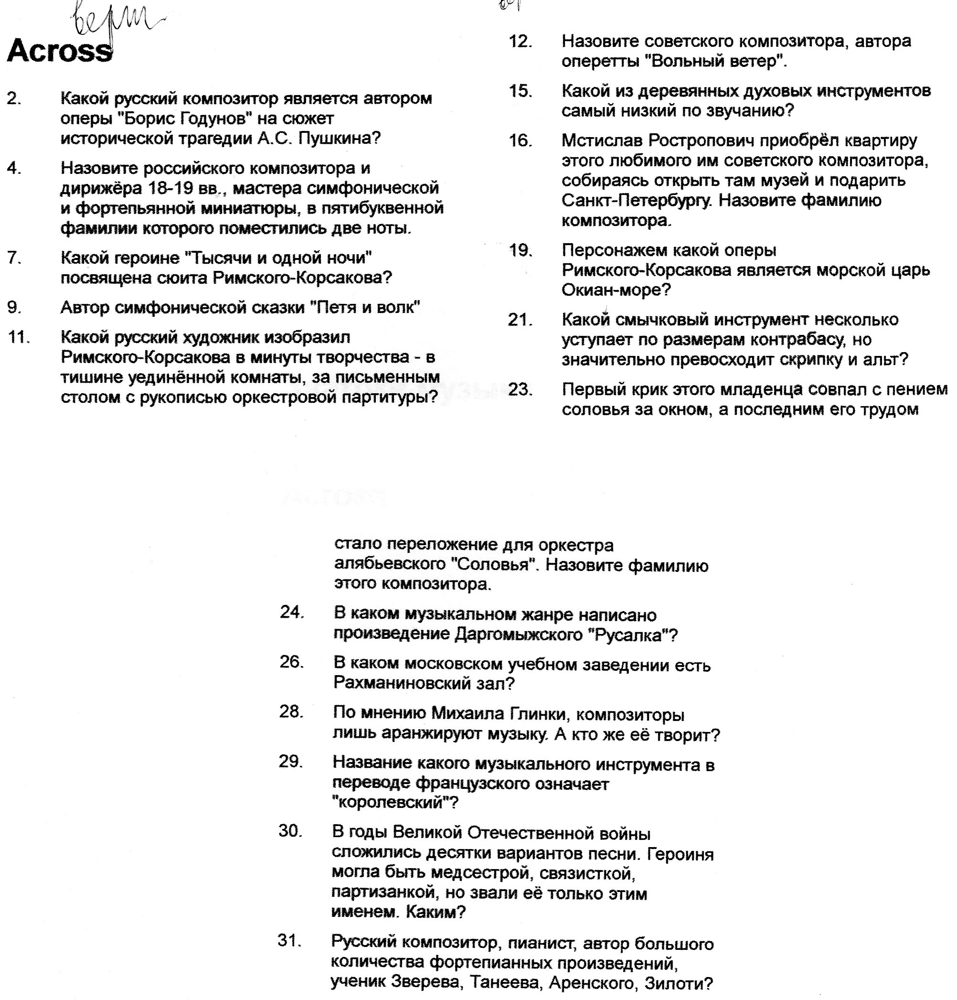 верт
Across
2. Какой русский композитор является автором
оперы "Борис Годунов" на сюжет
исторической трагедии А.С. Пушкина?
4. Назовите российского композитора и
дирижёра 18-19 вв., мастера симфонической
и фортепьянной миниатюры, в пятибуквенной
фамилии которого поместились две ноты.
7. Какой героине "Тысячи и одной ночи"
посвящена сюита Римского-Корсакова?
9. Автор симфонической сказки "Петя и волк"
11. Какой русский художник изобразил
Римского-Корсакова в минуты творчества - в
тишине уединённой комнаты, за письменным
столом с рукописью оркестровой партитуры?
12. Назовите советского композитора, автора
оперетты "Вольный ветер".
15. Какой из деревянных духовых инструментов
самый низкий по звучанию?
16. Мстислав Ростропович приобрёл квартиру
этого любимого им советского композитора,
собираясь открыть там музей и подарить
Санкт-Петербургу. Назовите фамилию
композитора.
19. Персонажем какой оперы
Римского-Корсакова является морской царь
Окиан-море?
21. Какой смычковый инструмент несколько
уступает по размерам контрабасу, но
значительно превосходит скрипку и альт?
23. Первый крик этого младенца совпал с пением
соловья за окном, а последним его трудом
стало переложение для оркестра
алябьевского "Соловья". Назовите фамилию
этого композитора.
24. В каком музыкальном жанре написано
произведение Даргомыжского "Русалка"?
26. В каком московском учебном заведении есть
Рахманиновский зал?
28. По мнению Михаила Глинки, композиторы
лишь аранжируют музыку. А кто же её творит?
29. Название какого музыкального инструмента в
переводе французского означает
"королевский"?
30. В годы Великой Отечественной войны
сложились десятки вариантов песни. Героиня
могла быть медсестрой, связисткой,
партизанкой, но звали её только этим
именем. Каким?
31. Русский композитор, пианист, автор большого
количества фортепианных произведений,
ученик Зверева, Танеева, Аренского, Зилоти?